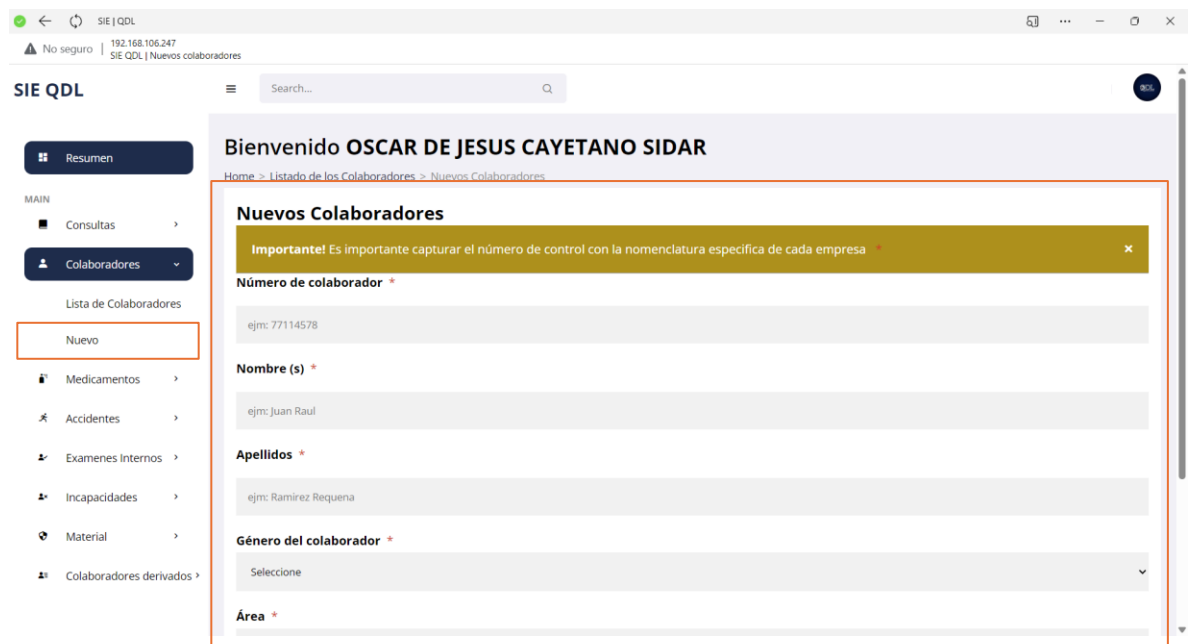 SIE | QDL
No seguro
192.168.106.247
SIE QDL | Nuevos colaboradores
SIE QDL
Search...
QDL
Resumen
MAIN
Consultas
Colaboradores
Lista de Colaboradores
Nuevo
Medicamentos
Accidentes
Examenes Internos
Incapacidades
Material
Colaboradores derivados
Bienvenido OSCAR DE JESUS CAYETANO SIDAR
Home > Listado de los Colaboradores > Nuevos Colaboradores
Nuevos Colaboradores
Importante! Es importante capturar el número de control con la nomenclatura especifica de cada empresa *
Número de colaborador *
ejm: 77114578
Nombre (s) *
ejm: Juan Raul
Apellidos *
ejm: Ramirez Requena
Género del colaborador *
Seleccione
Área *